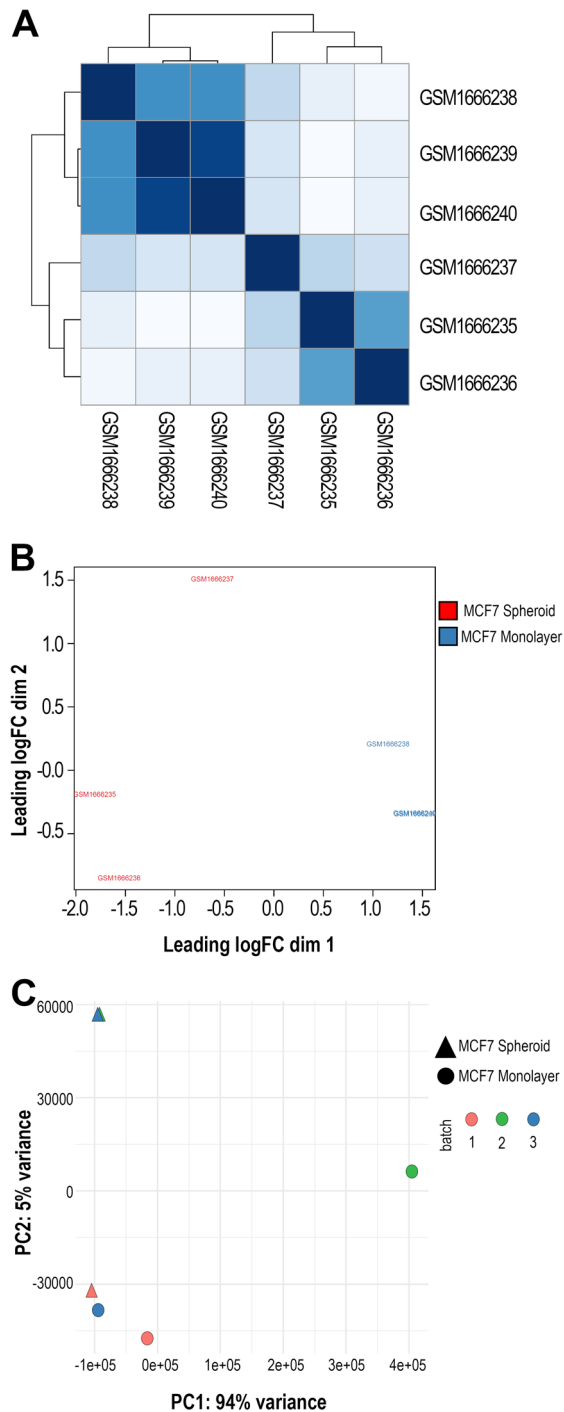 A
GSM1666238
GSM1666239
GSM1666240
GSM1666237
GSM1666235
GSM1666236
GSM1666238
GSM1666239
GSM1666240
GSM1666237
GSM1666235
GSM1666236
B
1.5
1.0
0.5
-0.0
-0.5
Leading logFC dim 2
GSM1666237
GSM1666238
GSM1666235
GSM1666236
MCF7 Spheroid
MCF7 Monolayer
-2.0 -1.5 -1.0 -0.5 0.0 0.5 1.0 1.5
Leading logFC dim 1
C
60000
30000
0
-30000
PC2: 5% variance
MCF7 Spheroid
MCF7 Monolayer
batch
1 2 3
-1e+05 0e+05 1e+05 2e+05 3e+05 4e+05
PC1: 94% variance